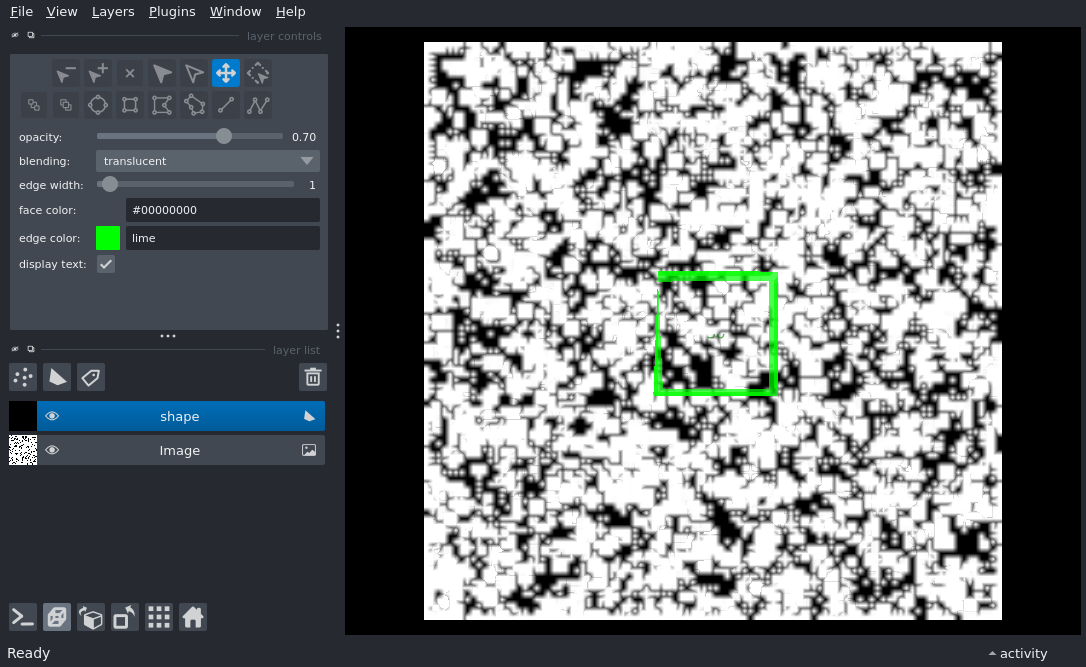 File View Layers Plugins Window Help
layer controls
opacity: 0.70
blending: translucent
edge width: 1
face color: #00000000
edge color: lime
display text:
layer list
shape
Image
Ready
activity